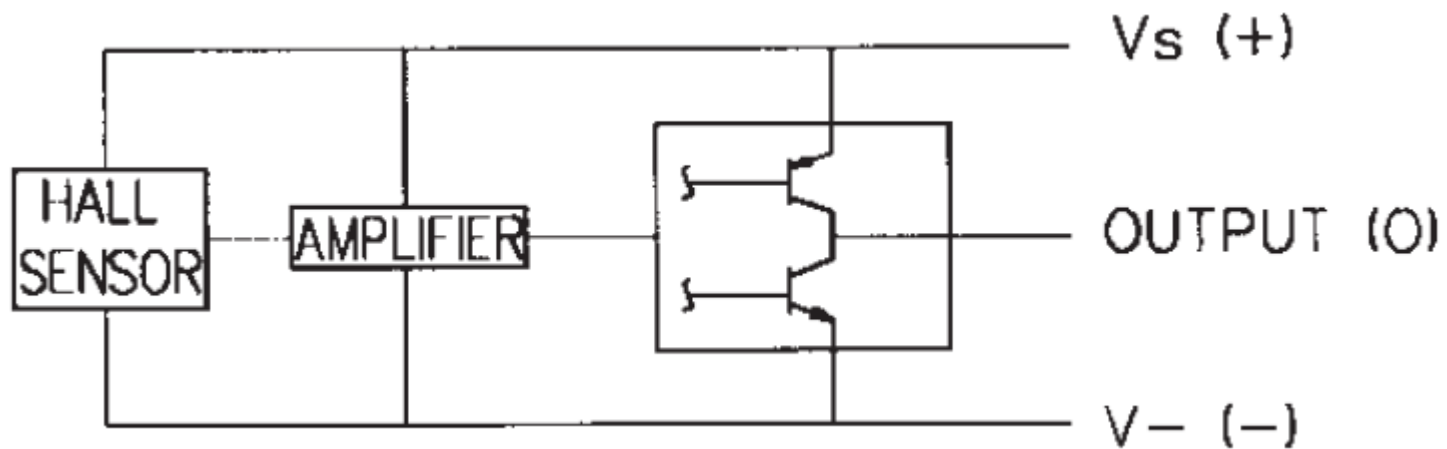 Vs (+)
HALL
SENSOR
AMPLIFIER
OUTPUT (O)
V- (-)